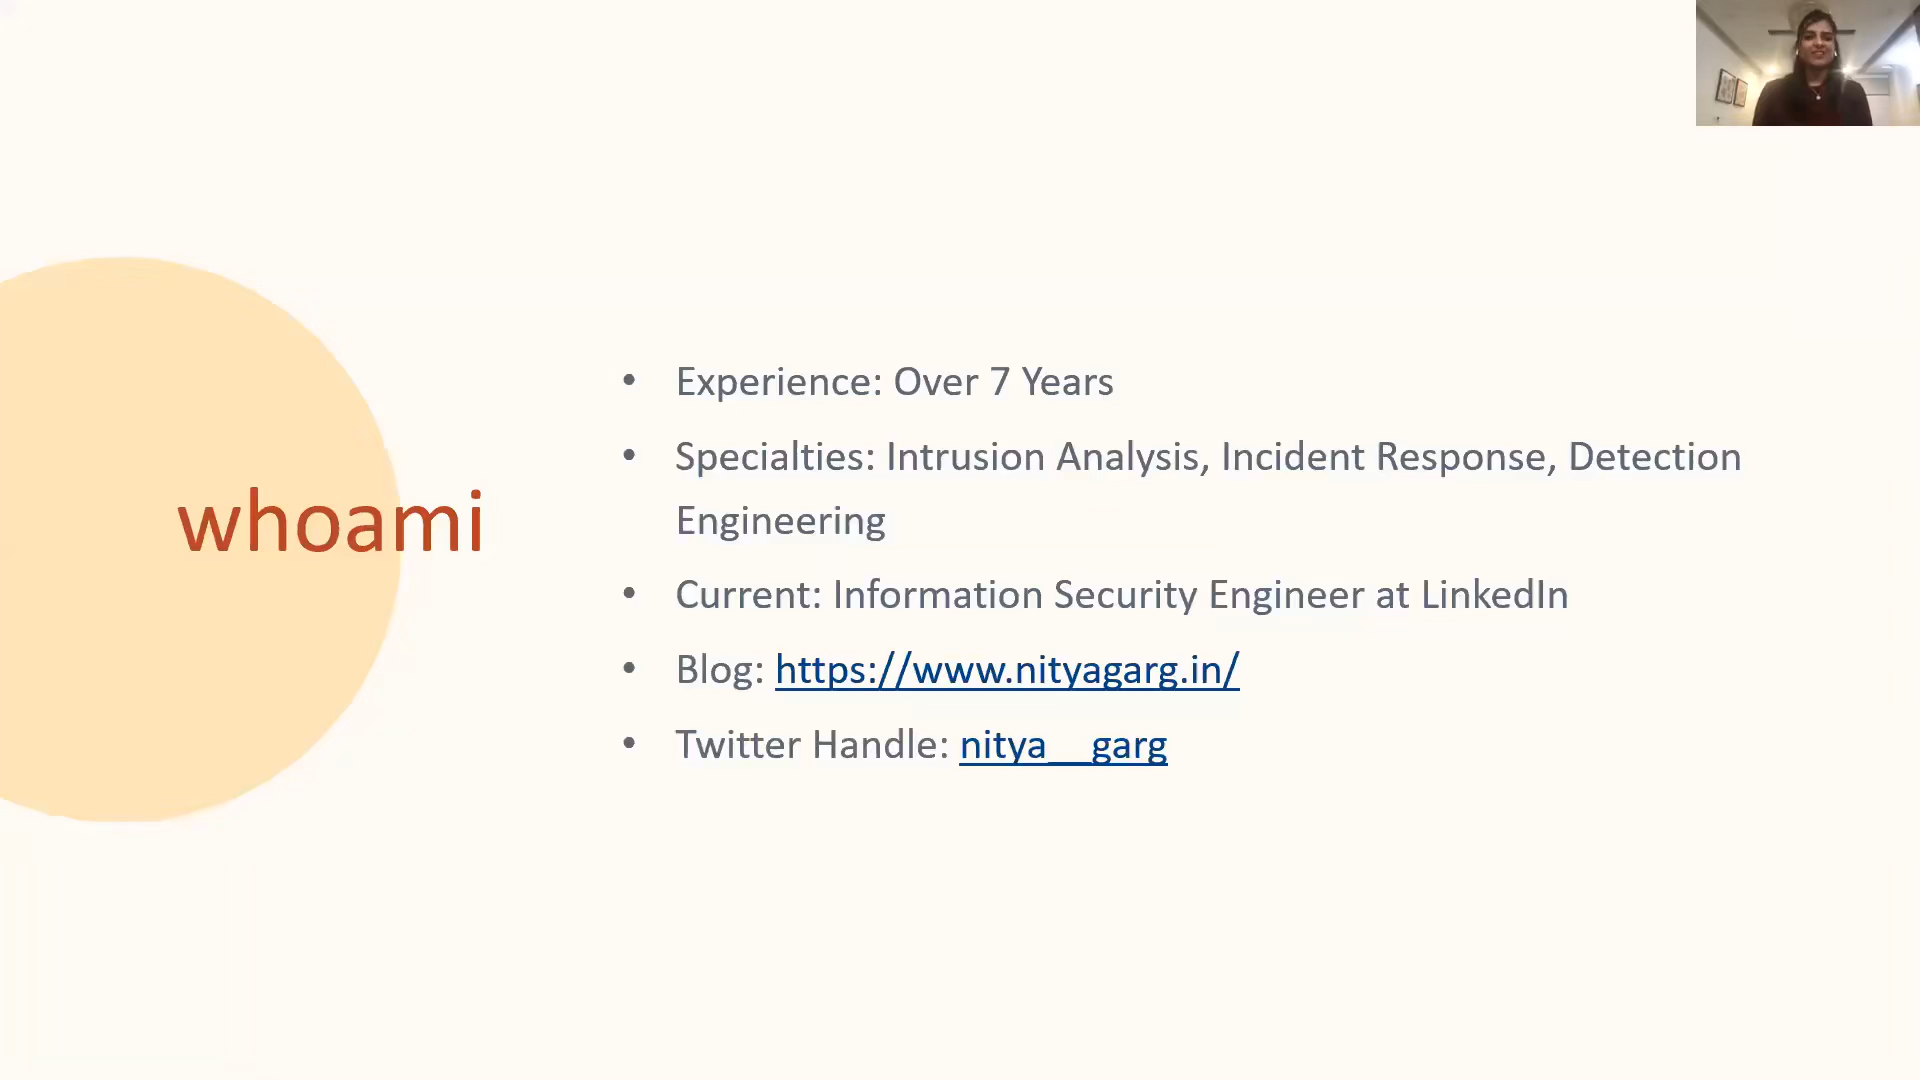 whoami
• Experience: Over 7 Years
• Specialties: Intrusion Analysis, Incident Response, Detection
Engineering
• Current: Information Security Engineer at LinkedIn
• Blog: https://www.nityagarg.in/
• Twitter Handle: nitya__garg